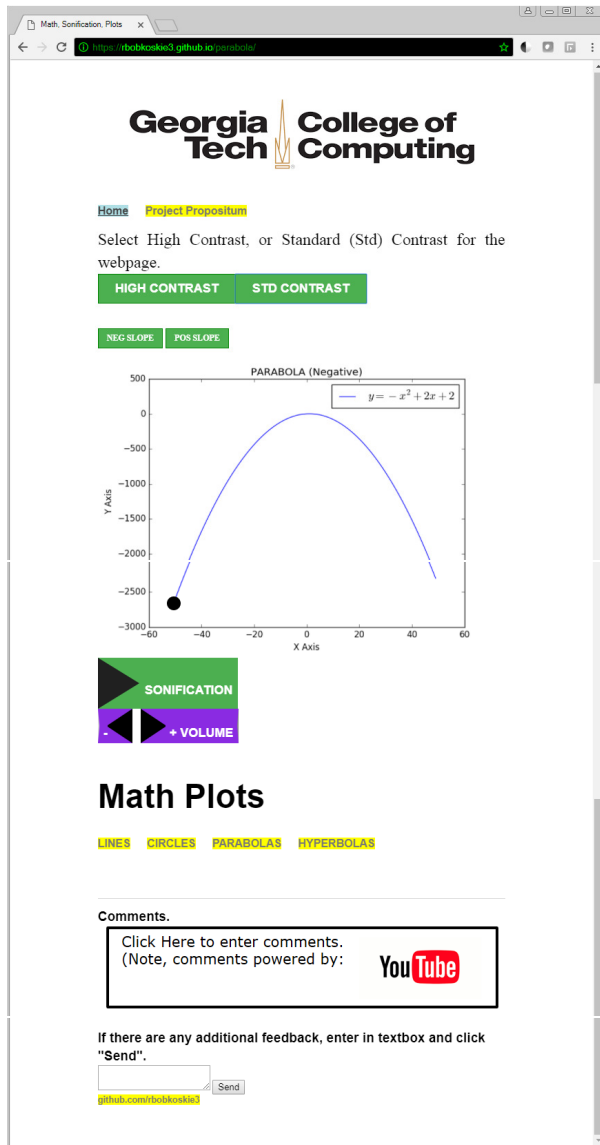 Math, Sonification, Plots
https://rbobkoskie3.github.io/parabola/
Georgia Tech
College of Computing
Home Project Propositum
Select High Contrast, or Standard (Std) Contrast for the
webpage.
HIGH CONTRAST STD CONTRAST
NEG SLOPE POS SLOPE
PARABOLA (Negative)
y = − x² + 2x + 2
500
0
−500
−1000
−1500
−2000
−2500
−3000
Y Axis
−60 −40 −20 0 20 40 60
X Axis
SONIFICATION
- + VOLUME
Math Plots
LINES CIRCLES PARABOLAS HYPERBOLAS
Comments.
Click Here to enter comments.
(Note, comments powered by:
YouTube
If there are any additional feedback, enter in textbox and click
"Send".
Send
github.com/rbobkoskie3